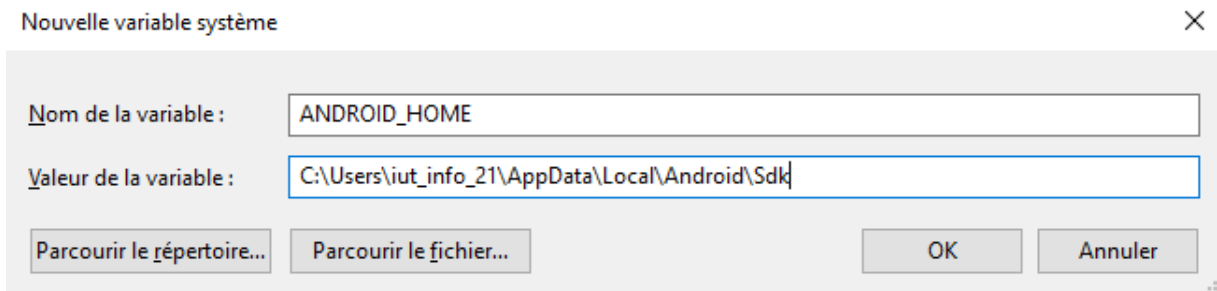 Nouvelle variable système
Nom de la variable : ANDROID_HOME
Valeur de la variable : C:\Users\iut_info_21\AppData\Local\Android\Sdk
Parcourir le répertoire... Parcourir le fichier... OK Annuler